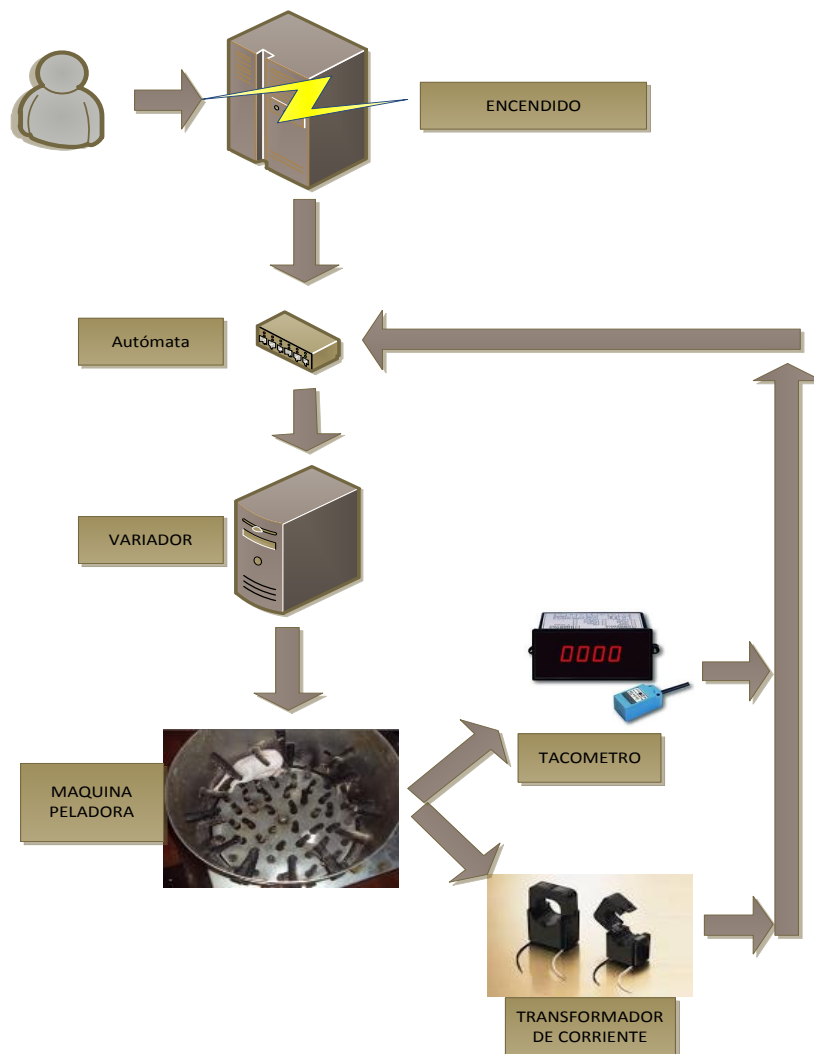 ENCENDIDO
Autómata
VARIADOR
0000
TACOMETRO
MAQUINA
PELADORA
TRANSFORMADOR
DE CORRIENTE